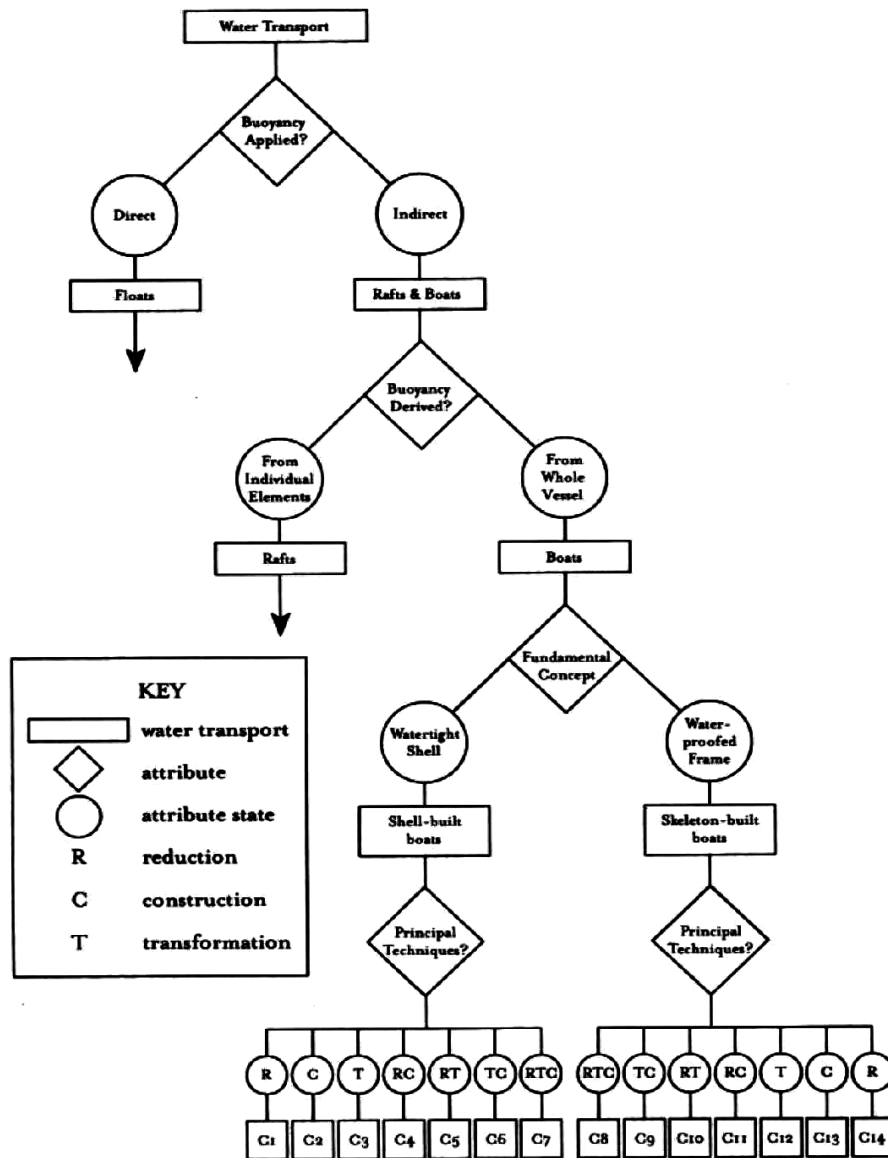 Water Transport
Buoyancy
Applied?
Direct
Indirect
Floats
Rafts & Boats
Buoyancy
Derived?
From
Individual
Elements
From
Whole
Vessel
Rafts
Boats
Fundamental
Concept
Watertight
Shell
Water-
proofed
Frame
Shell-built
boats
Skeleton-built
boats
Principal
Techniques?
Principal
Techniques?
R C T RC RT TC RTC
RTC TC RT RC T C R
C1 C2 C3 C4 C5 C6 C7
C8 C9 C10 C11 C12 C13 C14
KEY
water transport
attribute
attribute state
R reduction
C construction
T transformation